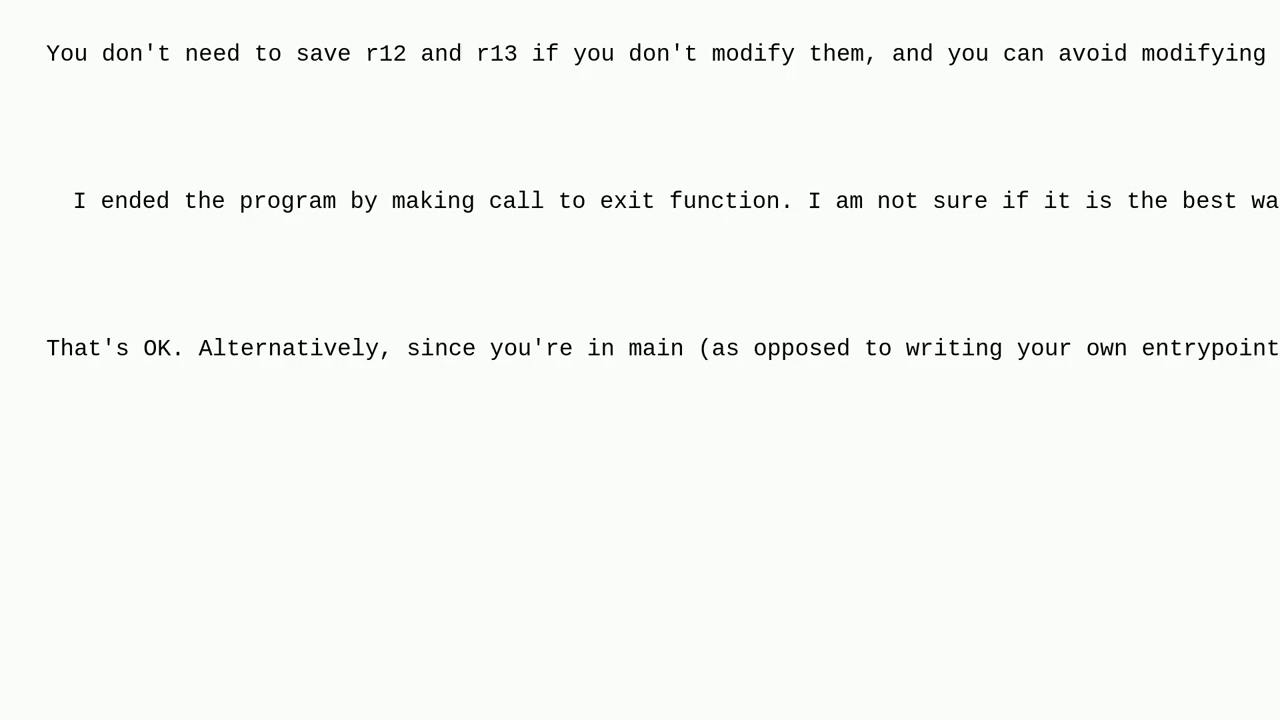 You don't need to save r12 and r13 if you don't modify them, and you can avoid modifying
I ended the program by making call to exit function. I am not sure if it is the best
That's OK. Alternatively, since you're in main (as opposed to writing your own entrypoint